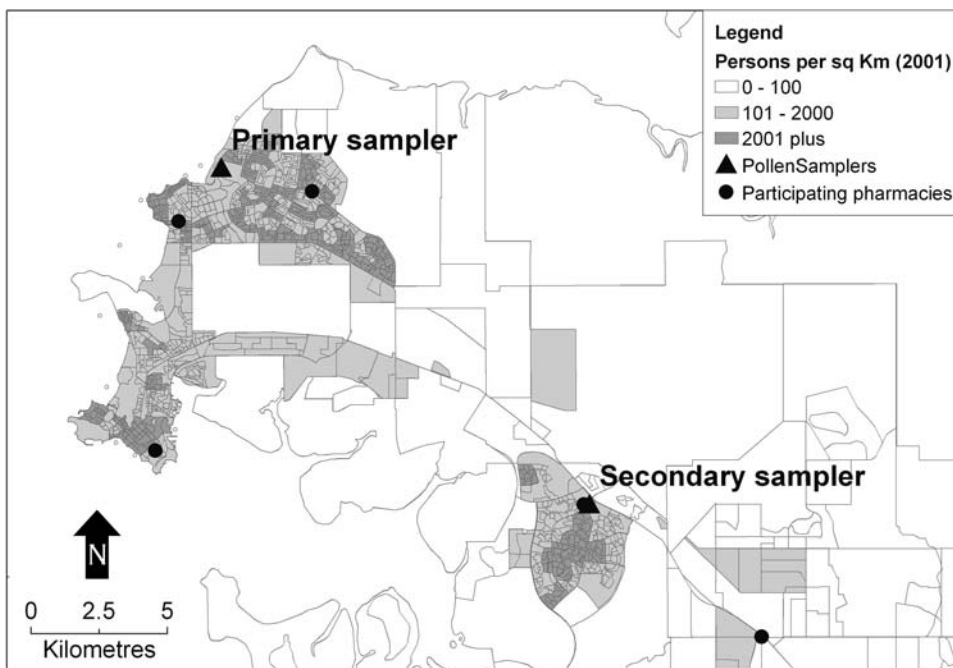 Legend
Persons per sq Km (2001)
0 - 100
101 - 2000
2001 plus
PollenSamplers
Participating pharmacies
Primary sampler
Secondary sampler
N
0 2.5 5
Kilometres